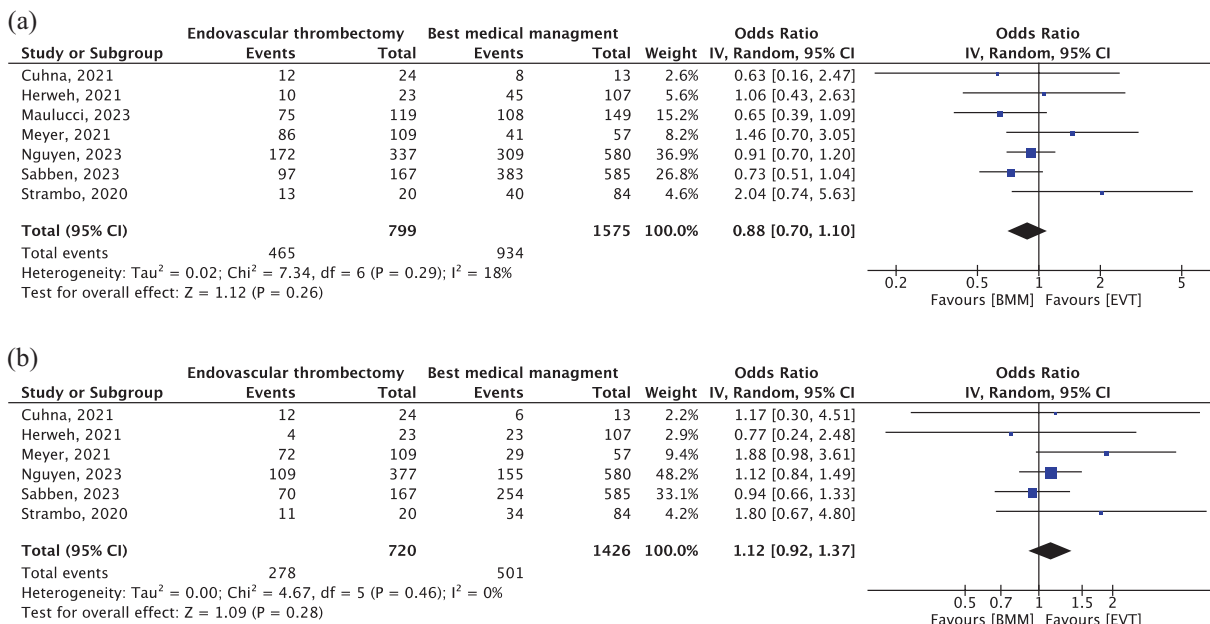 (a)
Endovascular thrombectomy Best medical managment Odds Ratio Odds Ratio
Study or Subgroup Events Total Events Total Weight IV, Random, 95% CI IV, Random, 95% CI
Cuhna, 2021 12 24 8 13 2.6% 0.63 [0.16, 2.47]
Herweh, 2021 10 23 45 107 5.6% 1.06 [0.43, 2.63]
Maulucci, 2023 75 119 108 149 15.2% 0.65 [0.39, 1.09]
Meyer, 2021 86 109 41 57 8.2% 1.46 [0.70, 3.05]
Nguyen, 2023 172 337 309 580 36.9% 0.91 [0.70, 1.20]
Sabben, 2023 97 167 383 585 26.8% 0.73 [0.51, 1.04]
Strambo, 2020 13 20 40 84 4.6% 2.04 [0.74, 5.63]
Total (95% CI) 799 1575 100.0% 0.88 [0.70, 1.10]
Total events 465 934
Heterogeneity: Tau² = 0.02; Chi² = 7.34, df = 6 (P = 0.29); I² = 18%
Test for overall effect: Z = 1.12 (P = 0.26)
0.2 0.5 1 2 5
Favours [BMM] Favours [EVT]
(b)
Endovascular thrombectomy Best medical managment Odds Ratio Odds Ratio
Study or Subgroup Events Total Events Total Weight IV, Random, 95% CI IV, Random, 95% CI
Cuhna, 2021 12 24 6 13 2.2% 1.17 [0.30, 4.51]
Herweh, 2021 4 23 23 107 2.9% 0.77 [0.24, 2.48]
Meyer, 2021 72 109 29 57 9.4% 1.88 [0.98, 3.61]
Nguyen, 2023 109 377 155 580 48.2% 1.12 [0.84, 1.49]
Sabben, 2023 70 167 254 585 33.1% 0.94 [0.66, 1.33]
Strambo, 2020 11 20 34 84 4.2% 1.80 [0.67, 4.80]
Total (95% CI) 720 1426 100.0% 1.12 [0.92, 1.37]
Total events 278 501
Heterogeneity: Tau² = 0.00; Chi² = 4.67, df = 5 (P = 0.46); I² = 0%
Test for overall effect: Z = 1.09 (P = 0.28)
0.5 0.7 1 1.5 2
Favours [BMM] Favours [EVT]